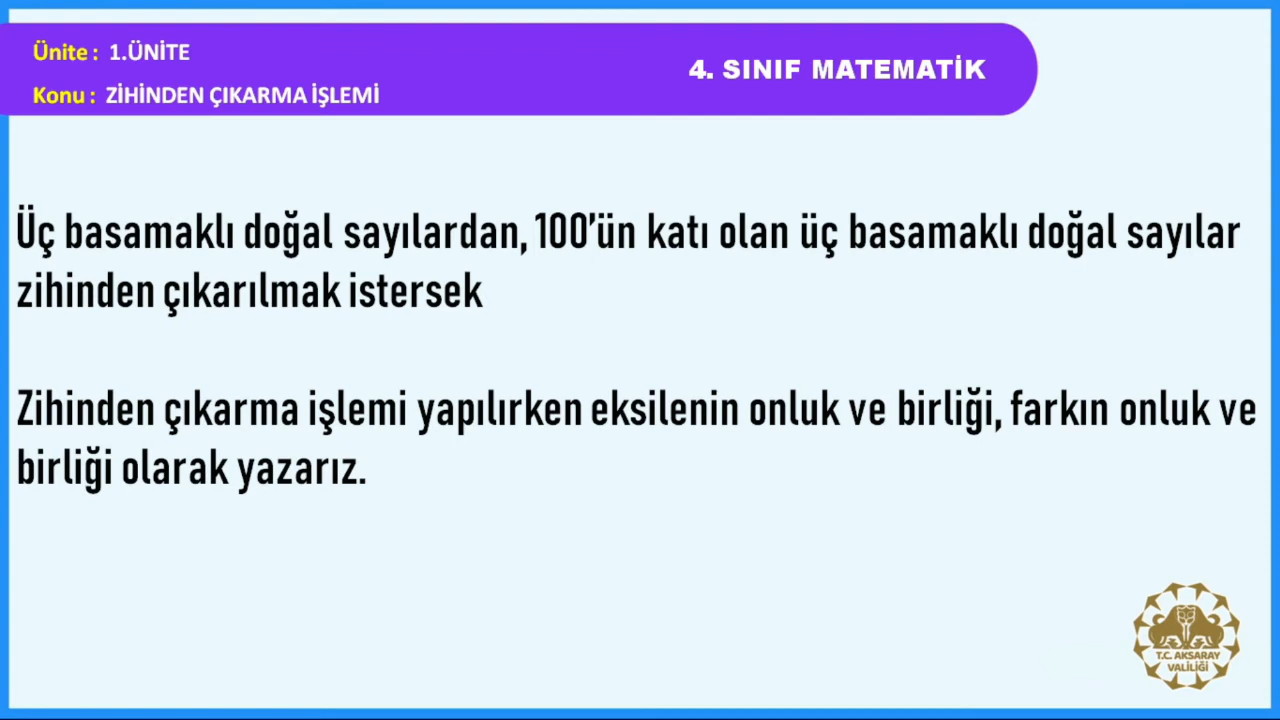 Ünite : 1.ÜNİTE
Konu : ZİHİNDEN ÇIKARMA İŞLEMİ
4. SINIF MATEMATİK
Üç basamaklı doğal sayılardan, 100'ün katı olan üç basamaklı doğal sayılar
zihinden çıkarılmak istersek
Zihinden çıkarma işlemi yapılırken eksilenin onluk ve birliği, farkın onluk ve
birliği olarak yazarız.
T.C. AKSARAY
VALİLİĞİ